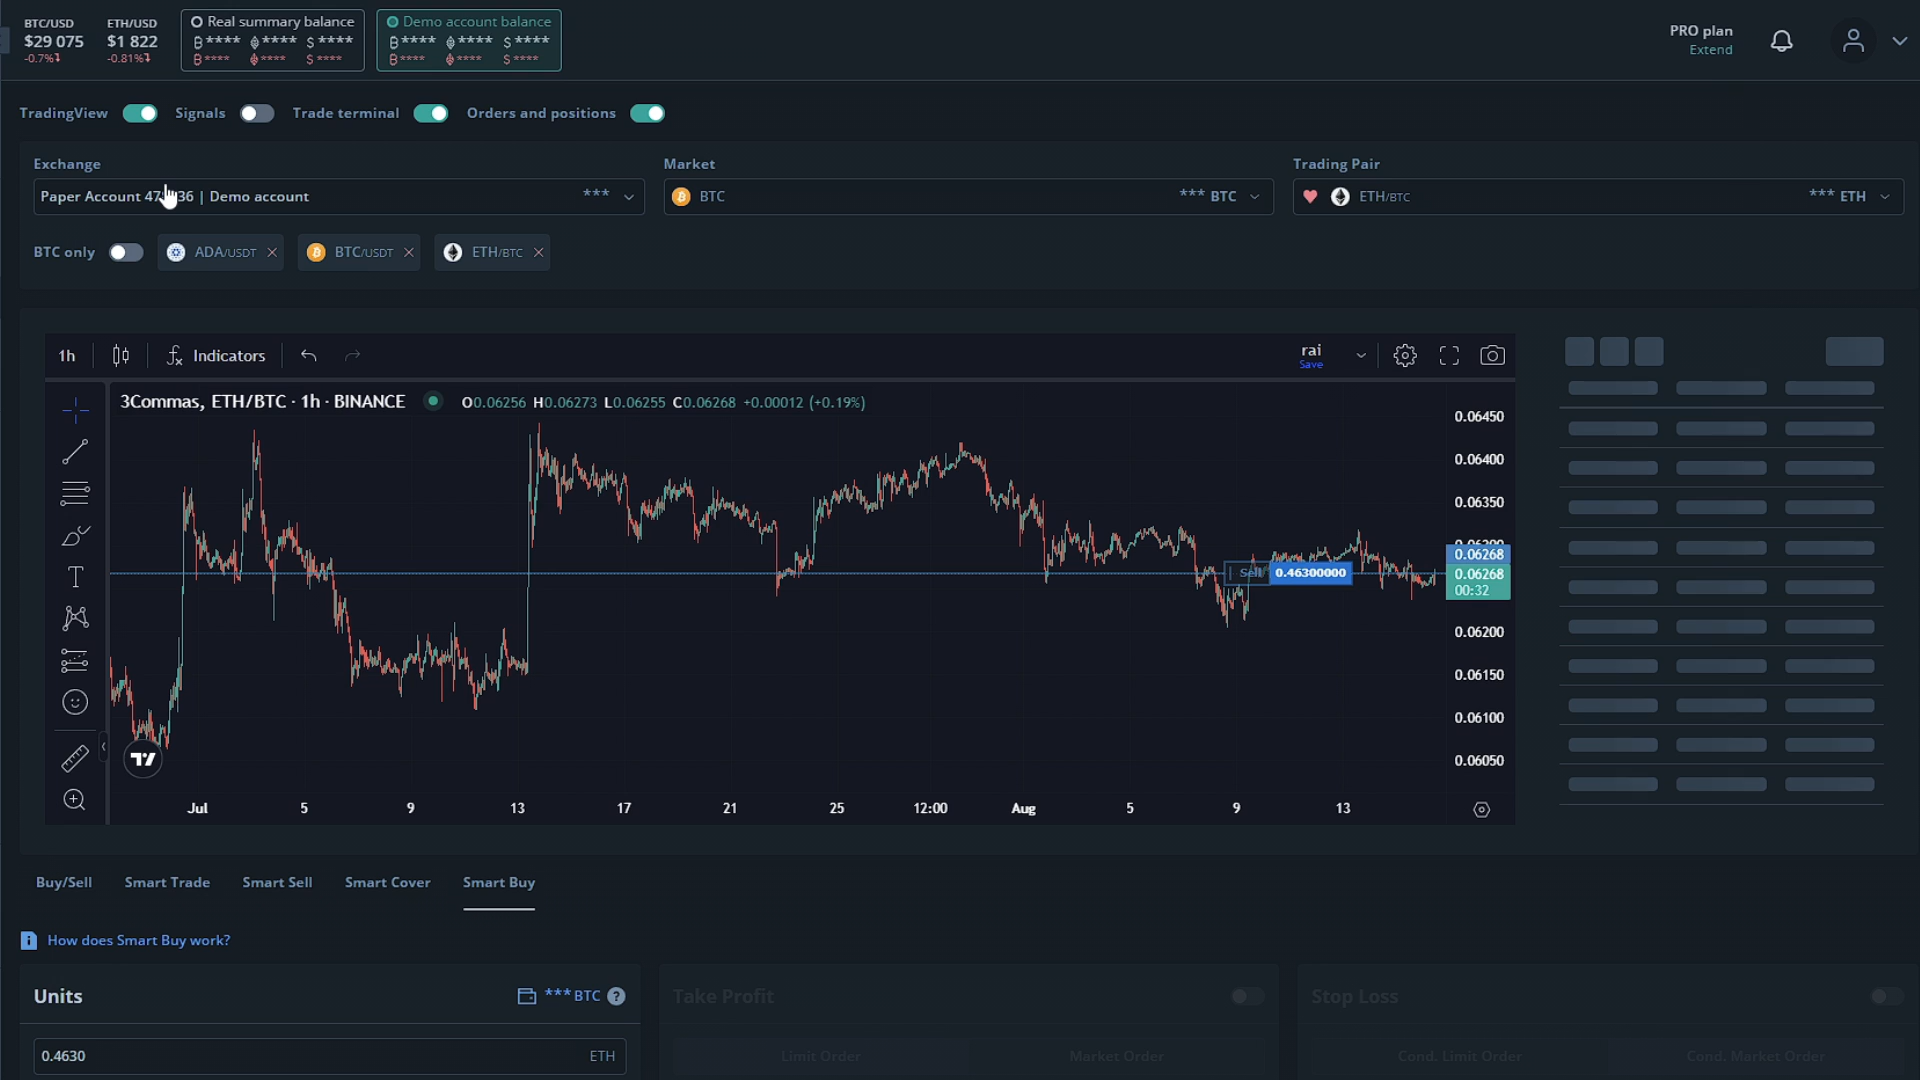 BTC/USD ETH/USD Real summary balance Demo account balance
$29 075 $1 822 **** **** $ **** **** **** $ ****
-0.7% -0.81% **** **** $ **** **** **** $ ****
PRO plan
Extend
TradingView Signals Trade terminal Orders and positions
Exchange Market Trading Pair
Paper Account 47 36 | Demo account *** BTC *** BTC ETH/BTC *** ETH
BTC only ADA/USDT BTC/USDT ETH/BTC
1h Indicators rai
Save
3Commas, ETH/BTC · 1h · BINANCE O0.06256 H0.06273 L0.06255 C0.06268 +0.00012 (+0.19%)
0.06450
0.06400
0.06350
0.06268
Sell 0.46300000 0.06268
00:32
0.06200
0.06150
0.06100
0.06050
Jul 5 9 13 17 21 25 12:00 Aug 5 9 13
Buy/Sell Smart Trade Smart Sell Smart Cover Smart Buy
How does Smart Buy work?
Units *** BTC ? Take Profit Stop Loss
0.4630 ETH Limit Order Market Order Cond. Limit Order Cond. Market Order